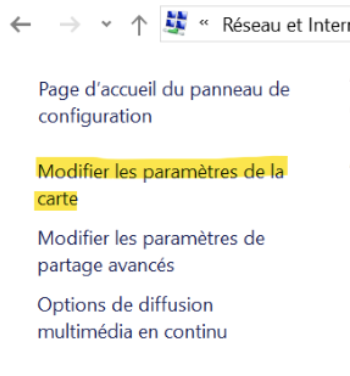 « Réseau et Interr
Page d'accueil du panneau de
configuration
Modifier les paramètres de la
carte
Modifier les paramètres de
partage avancés
Options de diffusion
multimédia en continu